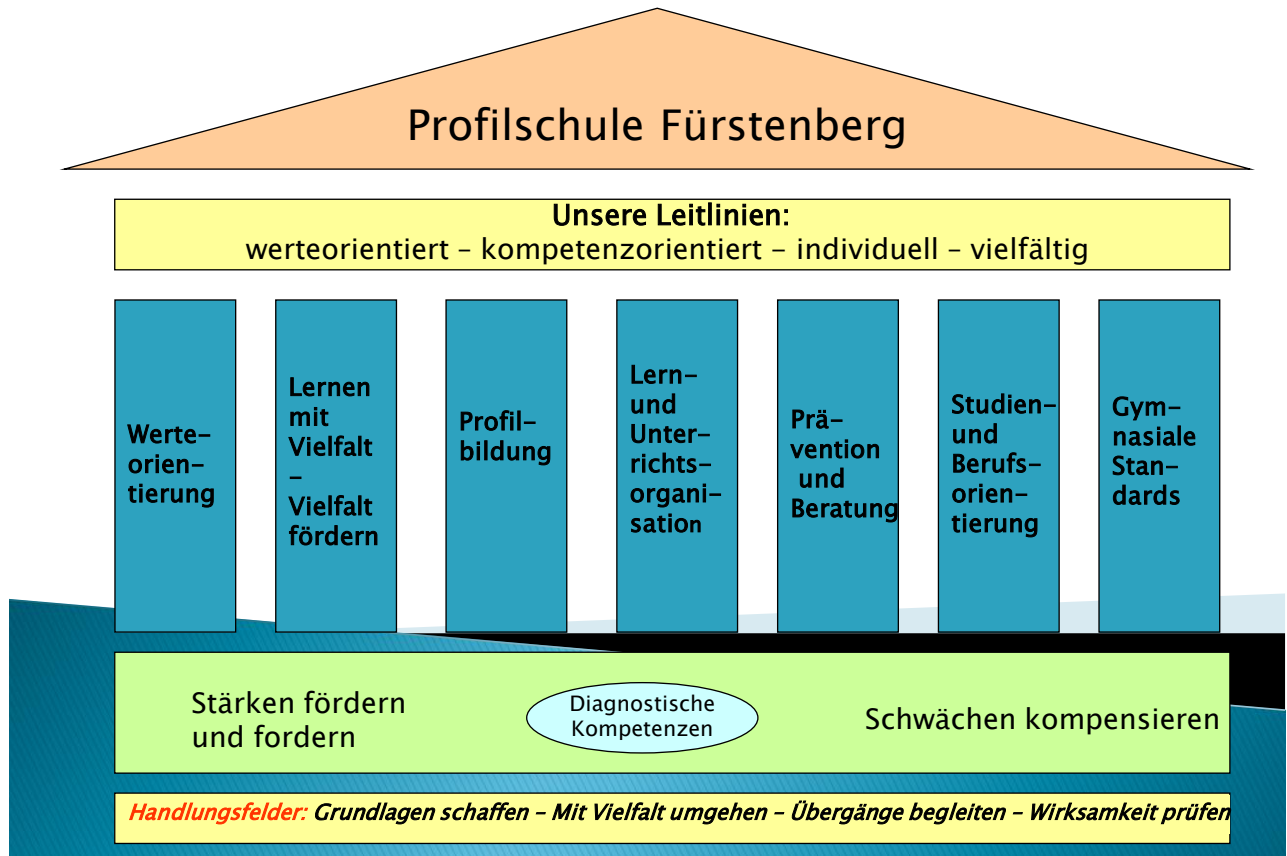 Profilschule Fürstenberg
Unsere Leitlinien:
werteorientiert – kompetenzorientiert – individuell – vielfältig
Werte–
orien–
tierung
Lernen
mit
Vielfalt
–
Vielfalt
fördern
Profil–
bildung
Lern–
und
Unter–
richts–
organi–
sation
Prä–
vention
und
Beratung
Studien–
und
Berufs–
orien–
tierung
Gym–
nasiale
Stan–
dards
Stärken fördern
und fordern
Diagnostische
Kompetenzen
Schwächen kompensieren
Handlungsfelder: Grundlagen schaffen – Mit Vielfalt umgehen – Übergänge begleiten – Wirksamkeit prüfen